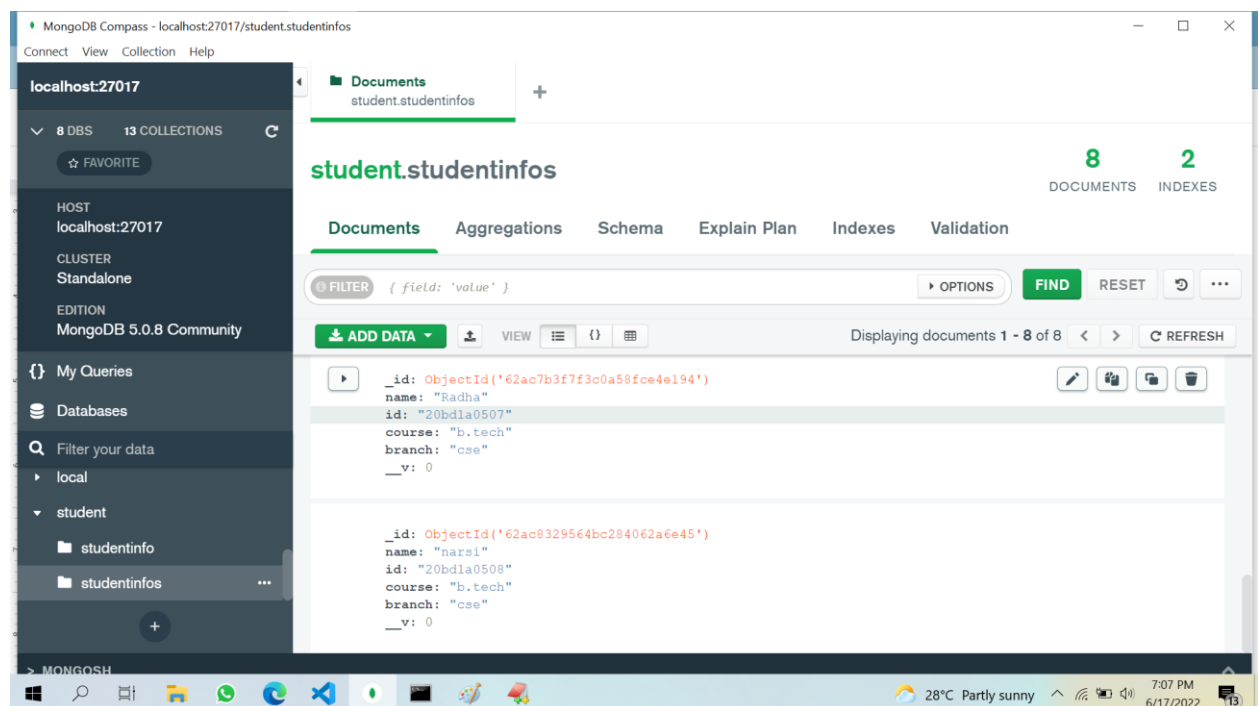 MongoDB Compass - localhost:27017/student.studentinfos
Connect View Collection Help
localhost:27017
8 DBS 13 COLLECTIONS
FAVORITE
HOST
localhost:27017
CLUSTER
Standalone
EDITION
MongoDB 5.0.8 Community
{} My Queries
Databases
Filter your data
local
student
studentinfo
studentinfos
+
> MONGOSH
Documents
student.studentinfos
+
student.studentinfos
8
DOCUMENTS
2
INDEXES
Documents Aggregations Schema Explain Plan Indexes Validation
FILTER { field: 'value' } OPTIONS FIND RESET
ADD DATA VIEW {} Displaying documents 1 - 8 of 8 < > REFRESH
_id: ObjectId('62ac7b3f7f3c0a58fce4e194')
name: "Radha"
id: "20bd1a0507"
course: "b.tech"
branch: "cse"
__v: 0
_id: ObjectId('62ac8329564bc284062a6e45')
name: "narsi"
id: "20bd1a0508"
course: "b.tech"
branch: "cse"
__v: 0
28°C Partly sunny
7:07 PM
6/17/2022
13